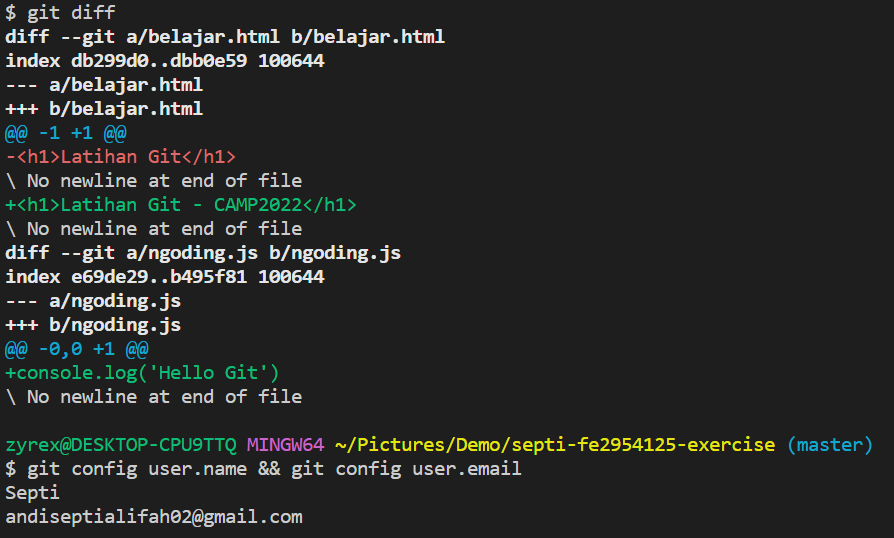 $ git diff
diff --git a/belajar.html b/belajar.html
index db299d0..dbb0e59 100644
--- a/belajar.html
+++ b/belajar.html
@@ -1 +1 @@
-<h1>Latihan Git</h1>
\ No newline at end of file
+<h1>Latihan Git - CAMP2022</h1>
\ No newline at end of file
diff --git a/ngoding.js b/ngoding.js
index e69de29..b495f81 100644
--- a/ngoding.js
+++ b/ngoding.js
@@ -0,0 +1 @@
+console.log('Hello Git')
\ No newline at end of file
zyrex@DESKTOP-CPU9TTQ MINGW64 ~/Pictures/Demo/septi-fe2954125-exercise (master)
$ git config user.name && git config user.email
Septi
andiseptialifah02@gmail.com